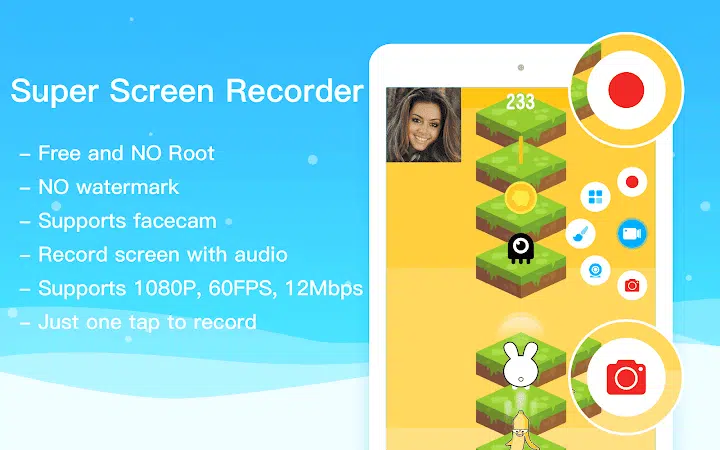 Super Screen Recorder
– Free and NO Root
– NO watermark
– Supports facecam
– Record screen with audio
– Supports 1080P, 60FPS, 12Mbps
– Just one tap to record
233